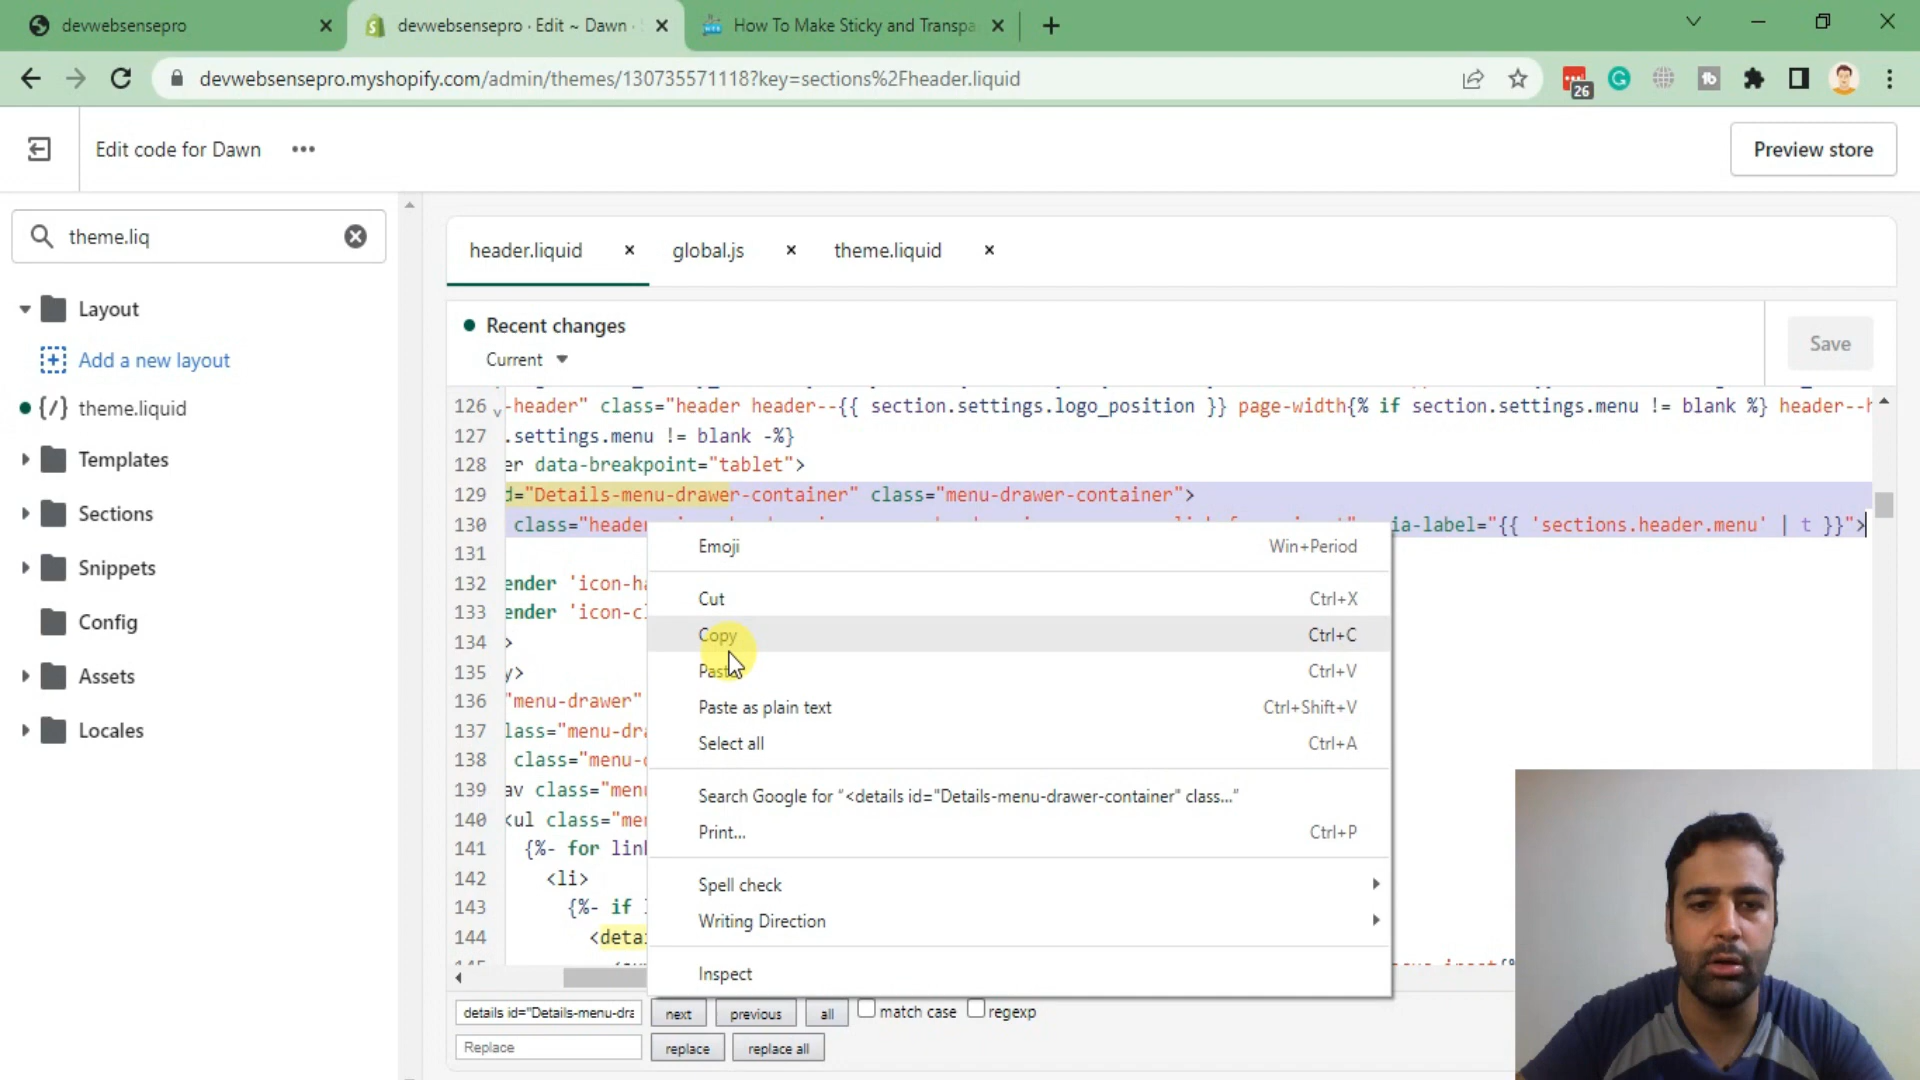 devwebsensepro
devwebsensepro · Edit ~ Dawn ·
How To Make Sticky and Transpa
devwebsensepro.myshopify.com/admin/themes/130735571118?key=sections%2Fheader.liquid
26
Edit code for Dawn
Preview store
theme.liq
header.liquid
global.js
theme.liquid
Layout
Recent changes
Save
Add a new layout
Current
{/} theme.liquid
126 -header" class="header header--{{ section.settings.logo_position }} page-width{% if section.settings.menu != blank %} header--h
127 .settings.menu != blank -%}
Templates
128 er data-breakpoint="tablet">
129 d="Details-menu-drawer-container" class="menu-drawer-container">
Sections
130 class="header ia-label="{{ 'sections.header.menu' | t }}">
131
Snippets
132 ender 'icon-ha
133 ender 'icon-c
Config
134 >
135 y>
Assets
136 "menu-drawer"
137 lass="menu-dr
Locales
138 class="menu-
139 av class="menu
140 <ul class="me
141 {%- for lin
142 <li>
143 {%- if
144 <detai
Emoji Win+Period
Cut Ctrl+X
Copy Ctrl+C
Paste Ctrl+V
Paste as plain text Ctrl+Shift+V
Select all Ctrl+A
Search Google for "<details id="Details-menu-drawer-container" class..."
Print... Ctrl+P
Spell check
Writing Direction
Inspect
details id="Details-menu-dra
next
previous
all
match case
regexp
Replace
replace
replace all